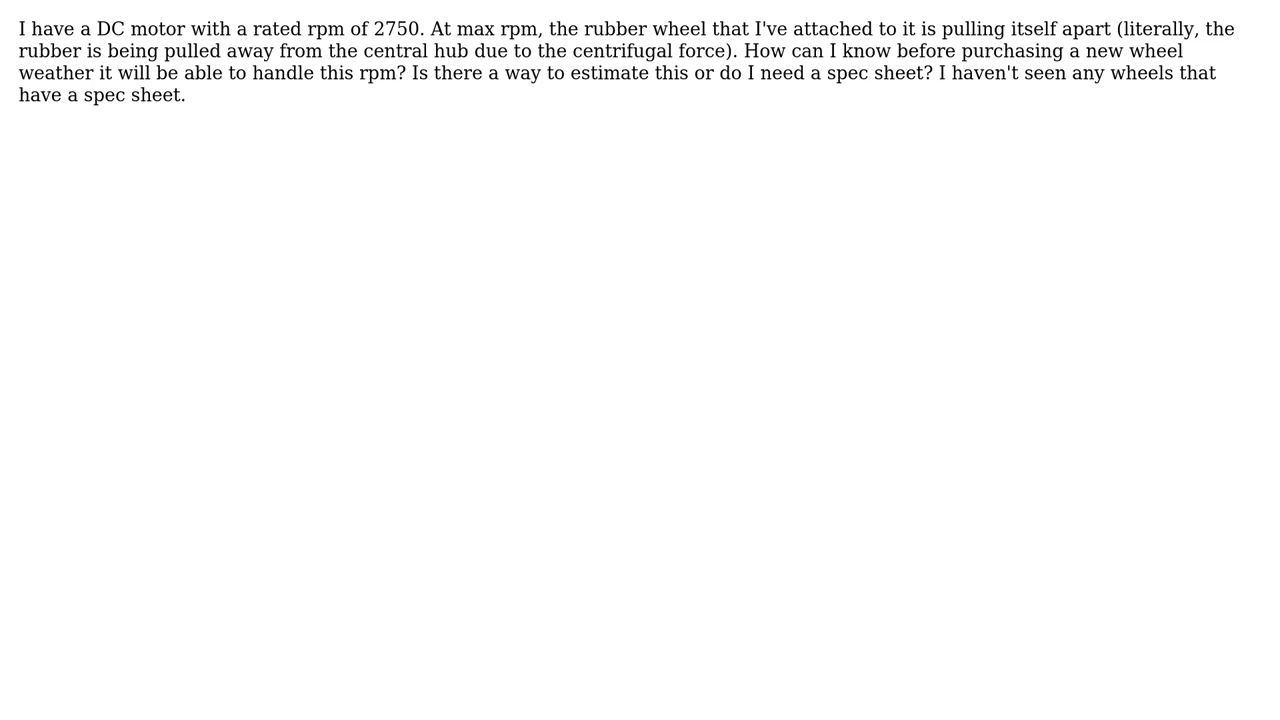 I have a DC motor with a rated rpm of 2750. At max rpm, the rubber wheel that I've attached to it is pulling itself apart (literally, the
rubber is being pulled away from the central hub due to the centrifugal force). How can I know before purchasing a new wheel
weather it will be able to handle this rpm? Is there a way to estimate this or do I need a spec sheet? I haven't seen any wheels that
have a spec sheet.